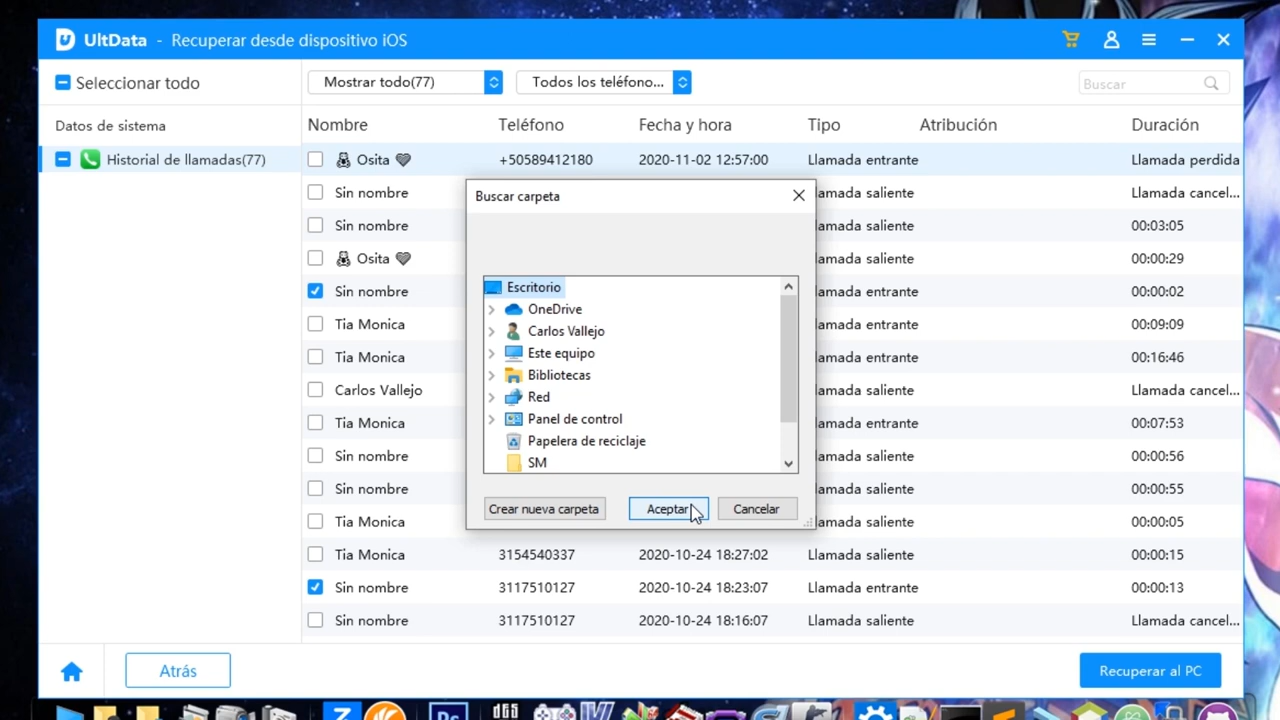 UltData - Recuperar desde dispositivo iOS
Seleccionar todo
Mostrar todo(77)
Todos los teléfono...
Buscar
Datos de sistema
Nombre Teléfono Fecha y hora Tipo Atribución Duración
Historial de llamadas(77)
Osita +50589412180 2020-11-02 12:57:00 Llamada entrante Llamada perdida
Sin nombre lamada saliente Llamada cancel...
Sin nombre lamada saliente 00:03:05
Osita lamada saliente 00:00:29
Sin nombre lamada entrante 00:00:02
Tia Monica lamada entrante 00:09:09
Tia Monica lamada entrante 00:16:46
Carlos Vallejo lamada saliente Llamada cancel...
Tia Monica lamada entrante 00:07:53
Sin nombre lamada saliente 00:00:56
Sin nombre lamada saliente 00:00:55
Tia Monica lamada saliente 00:00:05
Tia Monica 3154540337 2020-10-24 18:27:02 Llamada saliente 00:00:15
Sin nombre 3117510127 2020-10-24 18:23:07 Llamada entrante 00:00:13
Sin nombre 3117510127 2020-10-24 18:16:07 Llamada saliente Llamada cancel...
Buscar carpeta
Escritorio
OneDrive
Carlos Vallejo
Este equipo
Bibliotecas
Red
Panel de control
Papelera de reciclaje
SM
Crear nueva carpeta
Aceptar
Cancelar
Atrás
Recuperar al PC